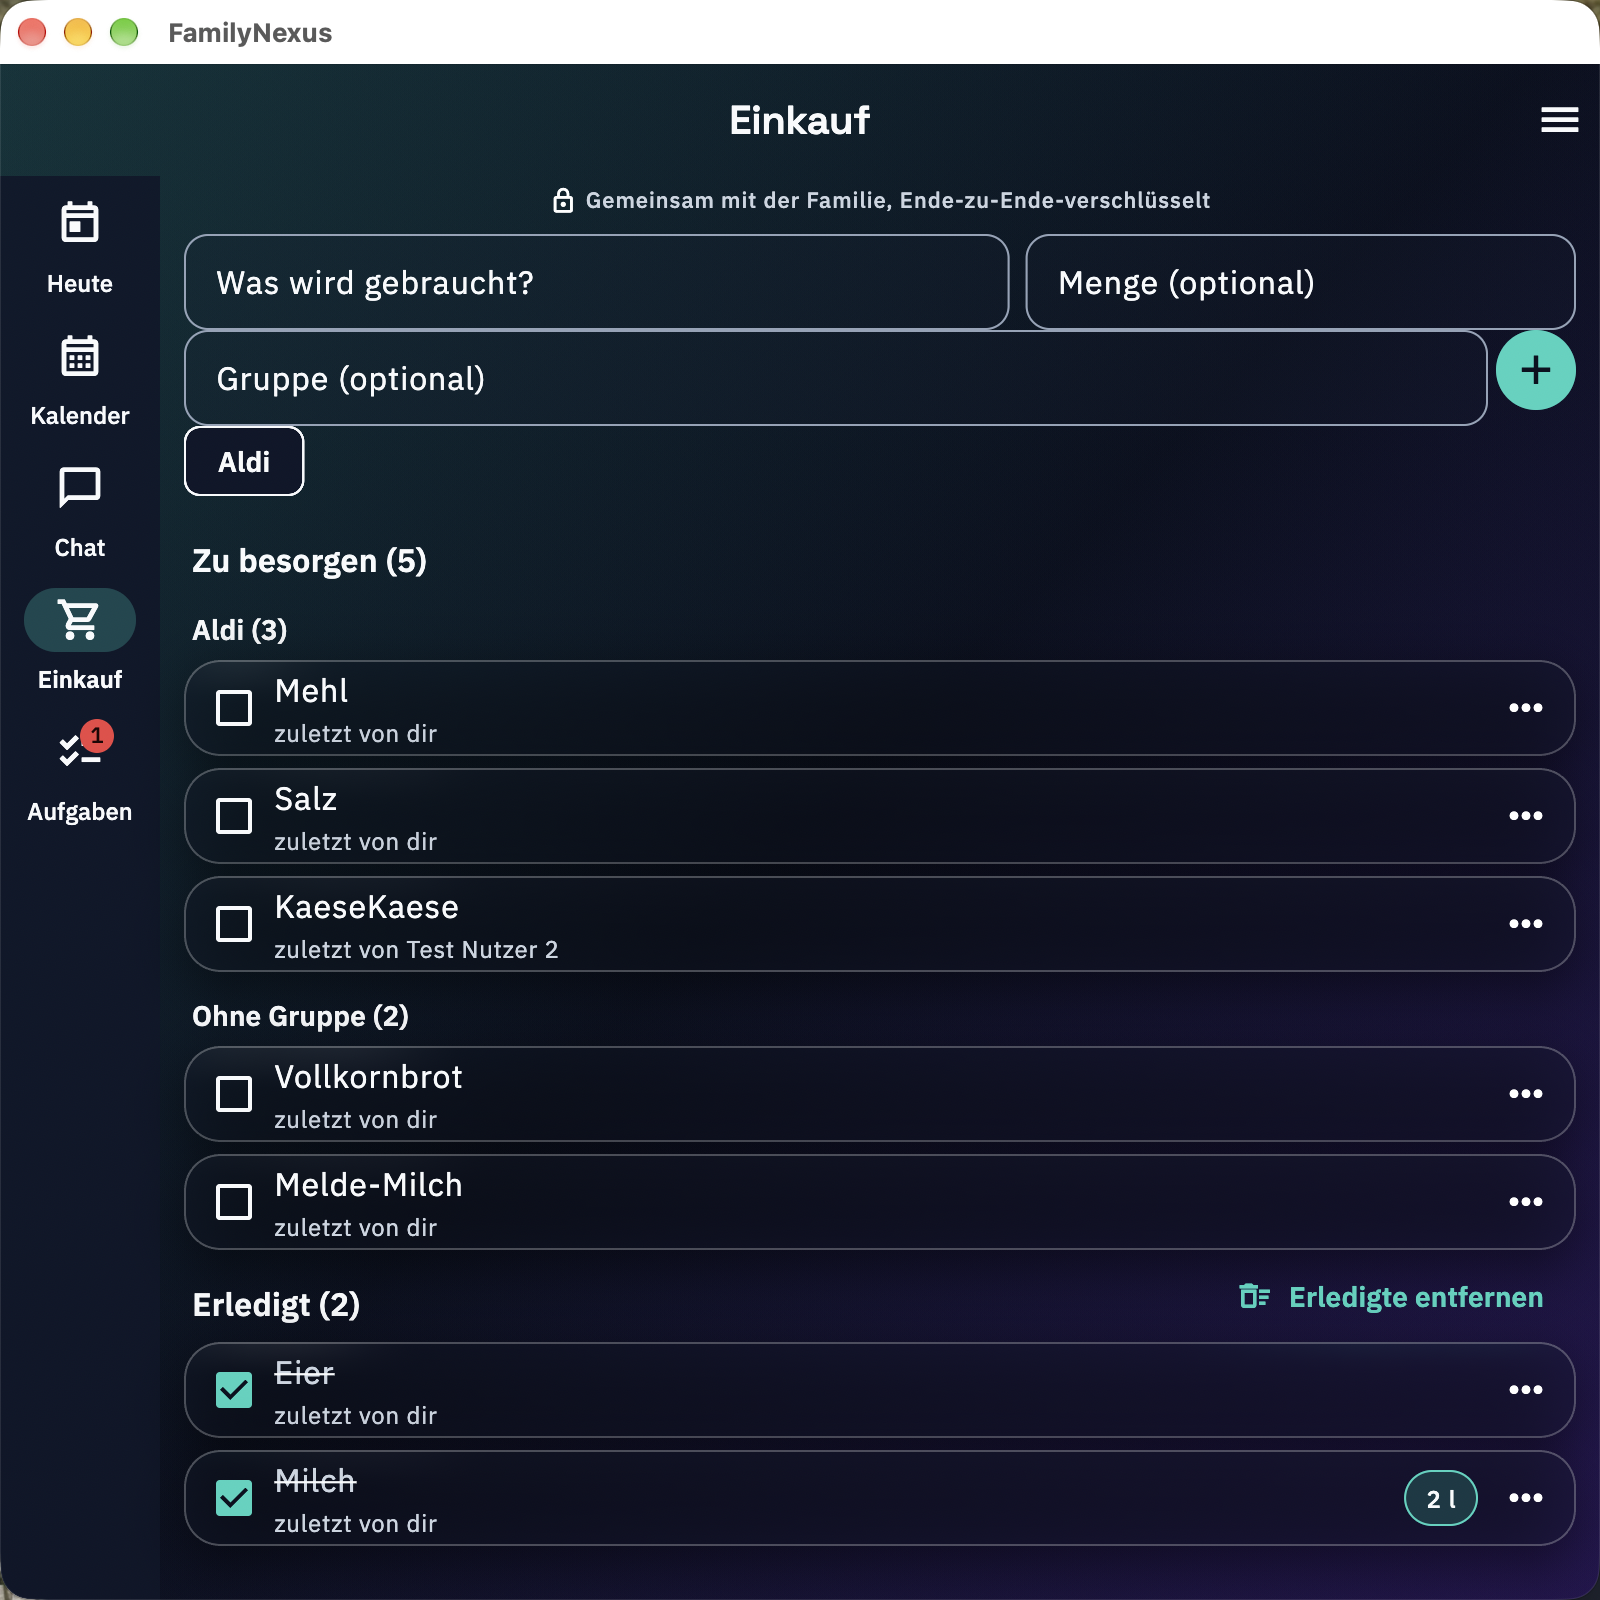 FamilyNexus
Einkauf
Gemeinsam mit der Familie, Ende-zu-Ende-verschlüsselt
Heute
Kalender
Chat
Einkauf
1
Aufgaben
Was wird gebraucht?
Menge (optional)
Gruppe (optional)
Aldi
Zu besorgen (5)
Aldi (3)
Mehl
zuletzt von dir
Salz
zuletzt von dir
KaeseKaese
zuletzt von Test Nutzer 2
Ohne Gruppe (2)
Vollkornbrot
zuletzt von dir
Melde-Milch
zuletzt von dir
Erledigt (2)
Erledigte entfernen
Eier
zuletzt von dir
Milch
zuletzt von dir
2 l